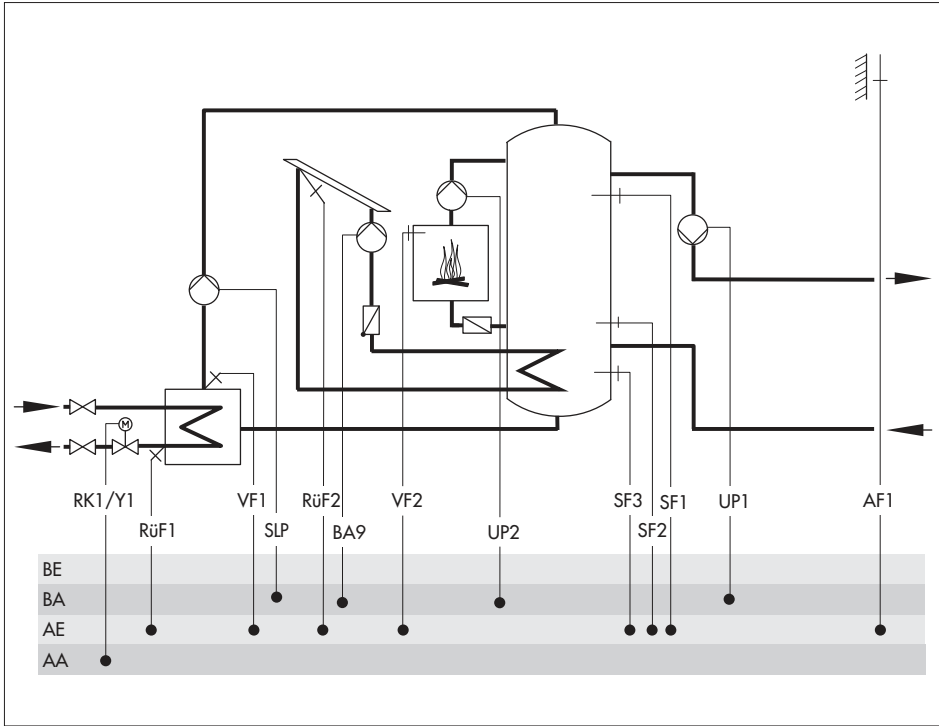 M
RK1/Y1
VF1
RüF2
VF2
SF3
SF1
UP1
AF1
RüF1
SLP
BA9
UP2
SF2
BE
BA
AE
AA